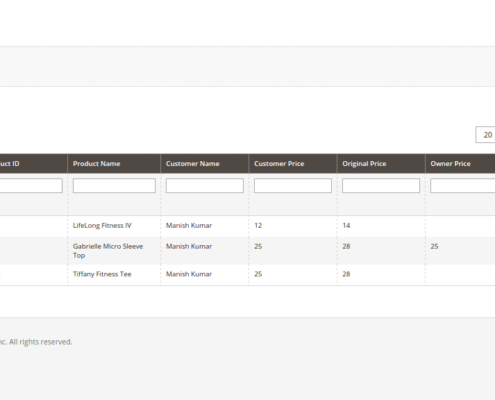 20
uct ID Product Name Customer Name Customer Price Original Price Owner Price
LifeLong Fitness IV Manish Kumar 12 14
Gabrielle Micro Sleeve Manish Kumar 25 28 25
Top
Tiffany Fitness Tee Manish Kumar 25 28
nc. All rights reserved.